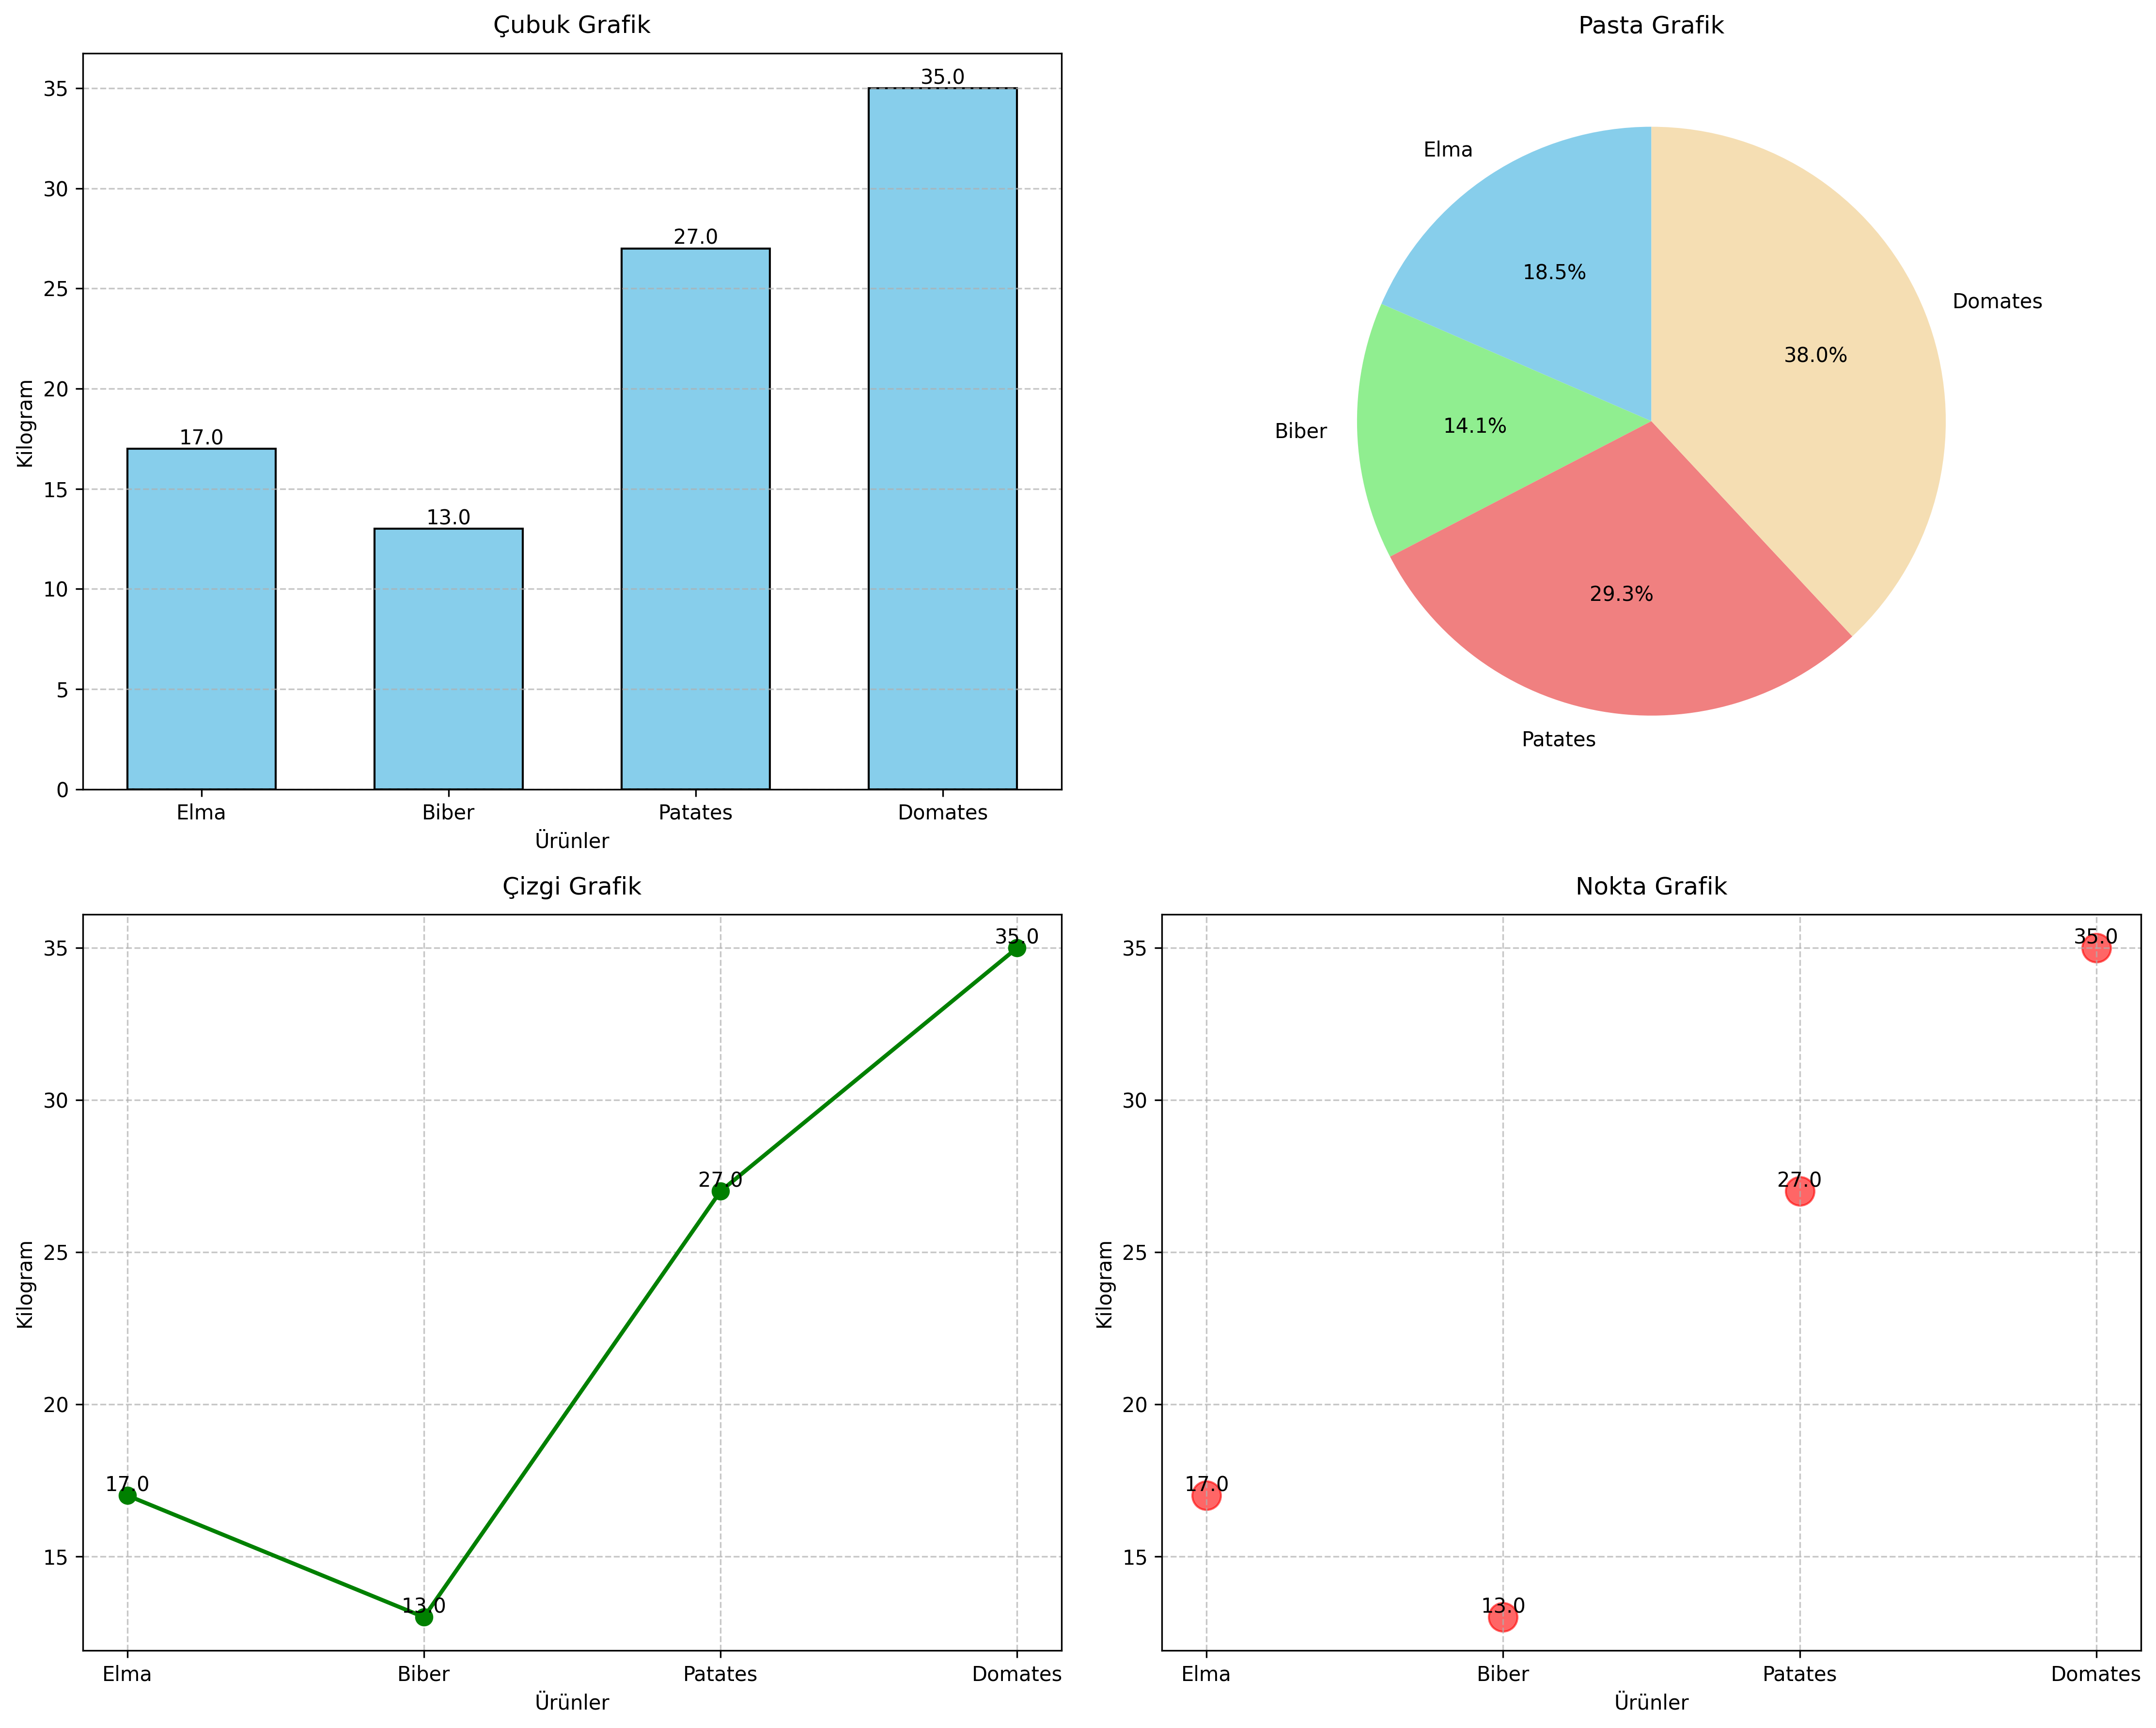 Çubuk Grafik
35.0
27.0
17.0
13.0
35
30
25
20
15
10
5
0
Kilogram
Elma Biber Patates Domates
Ürünler
Pasta Grafik
Elma
Domates
Biber
Patates
18.5%
38.0%
14.1%
29.3%
Çizgi Grafik
35.0
27.0
17.0
13.0
35
30
25
20
15
Kilogram
Elma Biber Patates Domates
Ürünler
Nokta Grafik
35.0
27.0
17.0
13.0
35
30
25
20
15
Kilogram
Elma Biber Patates Domates
Ürünler